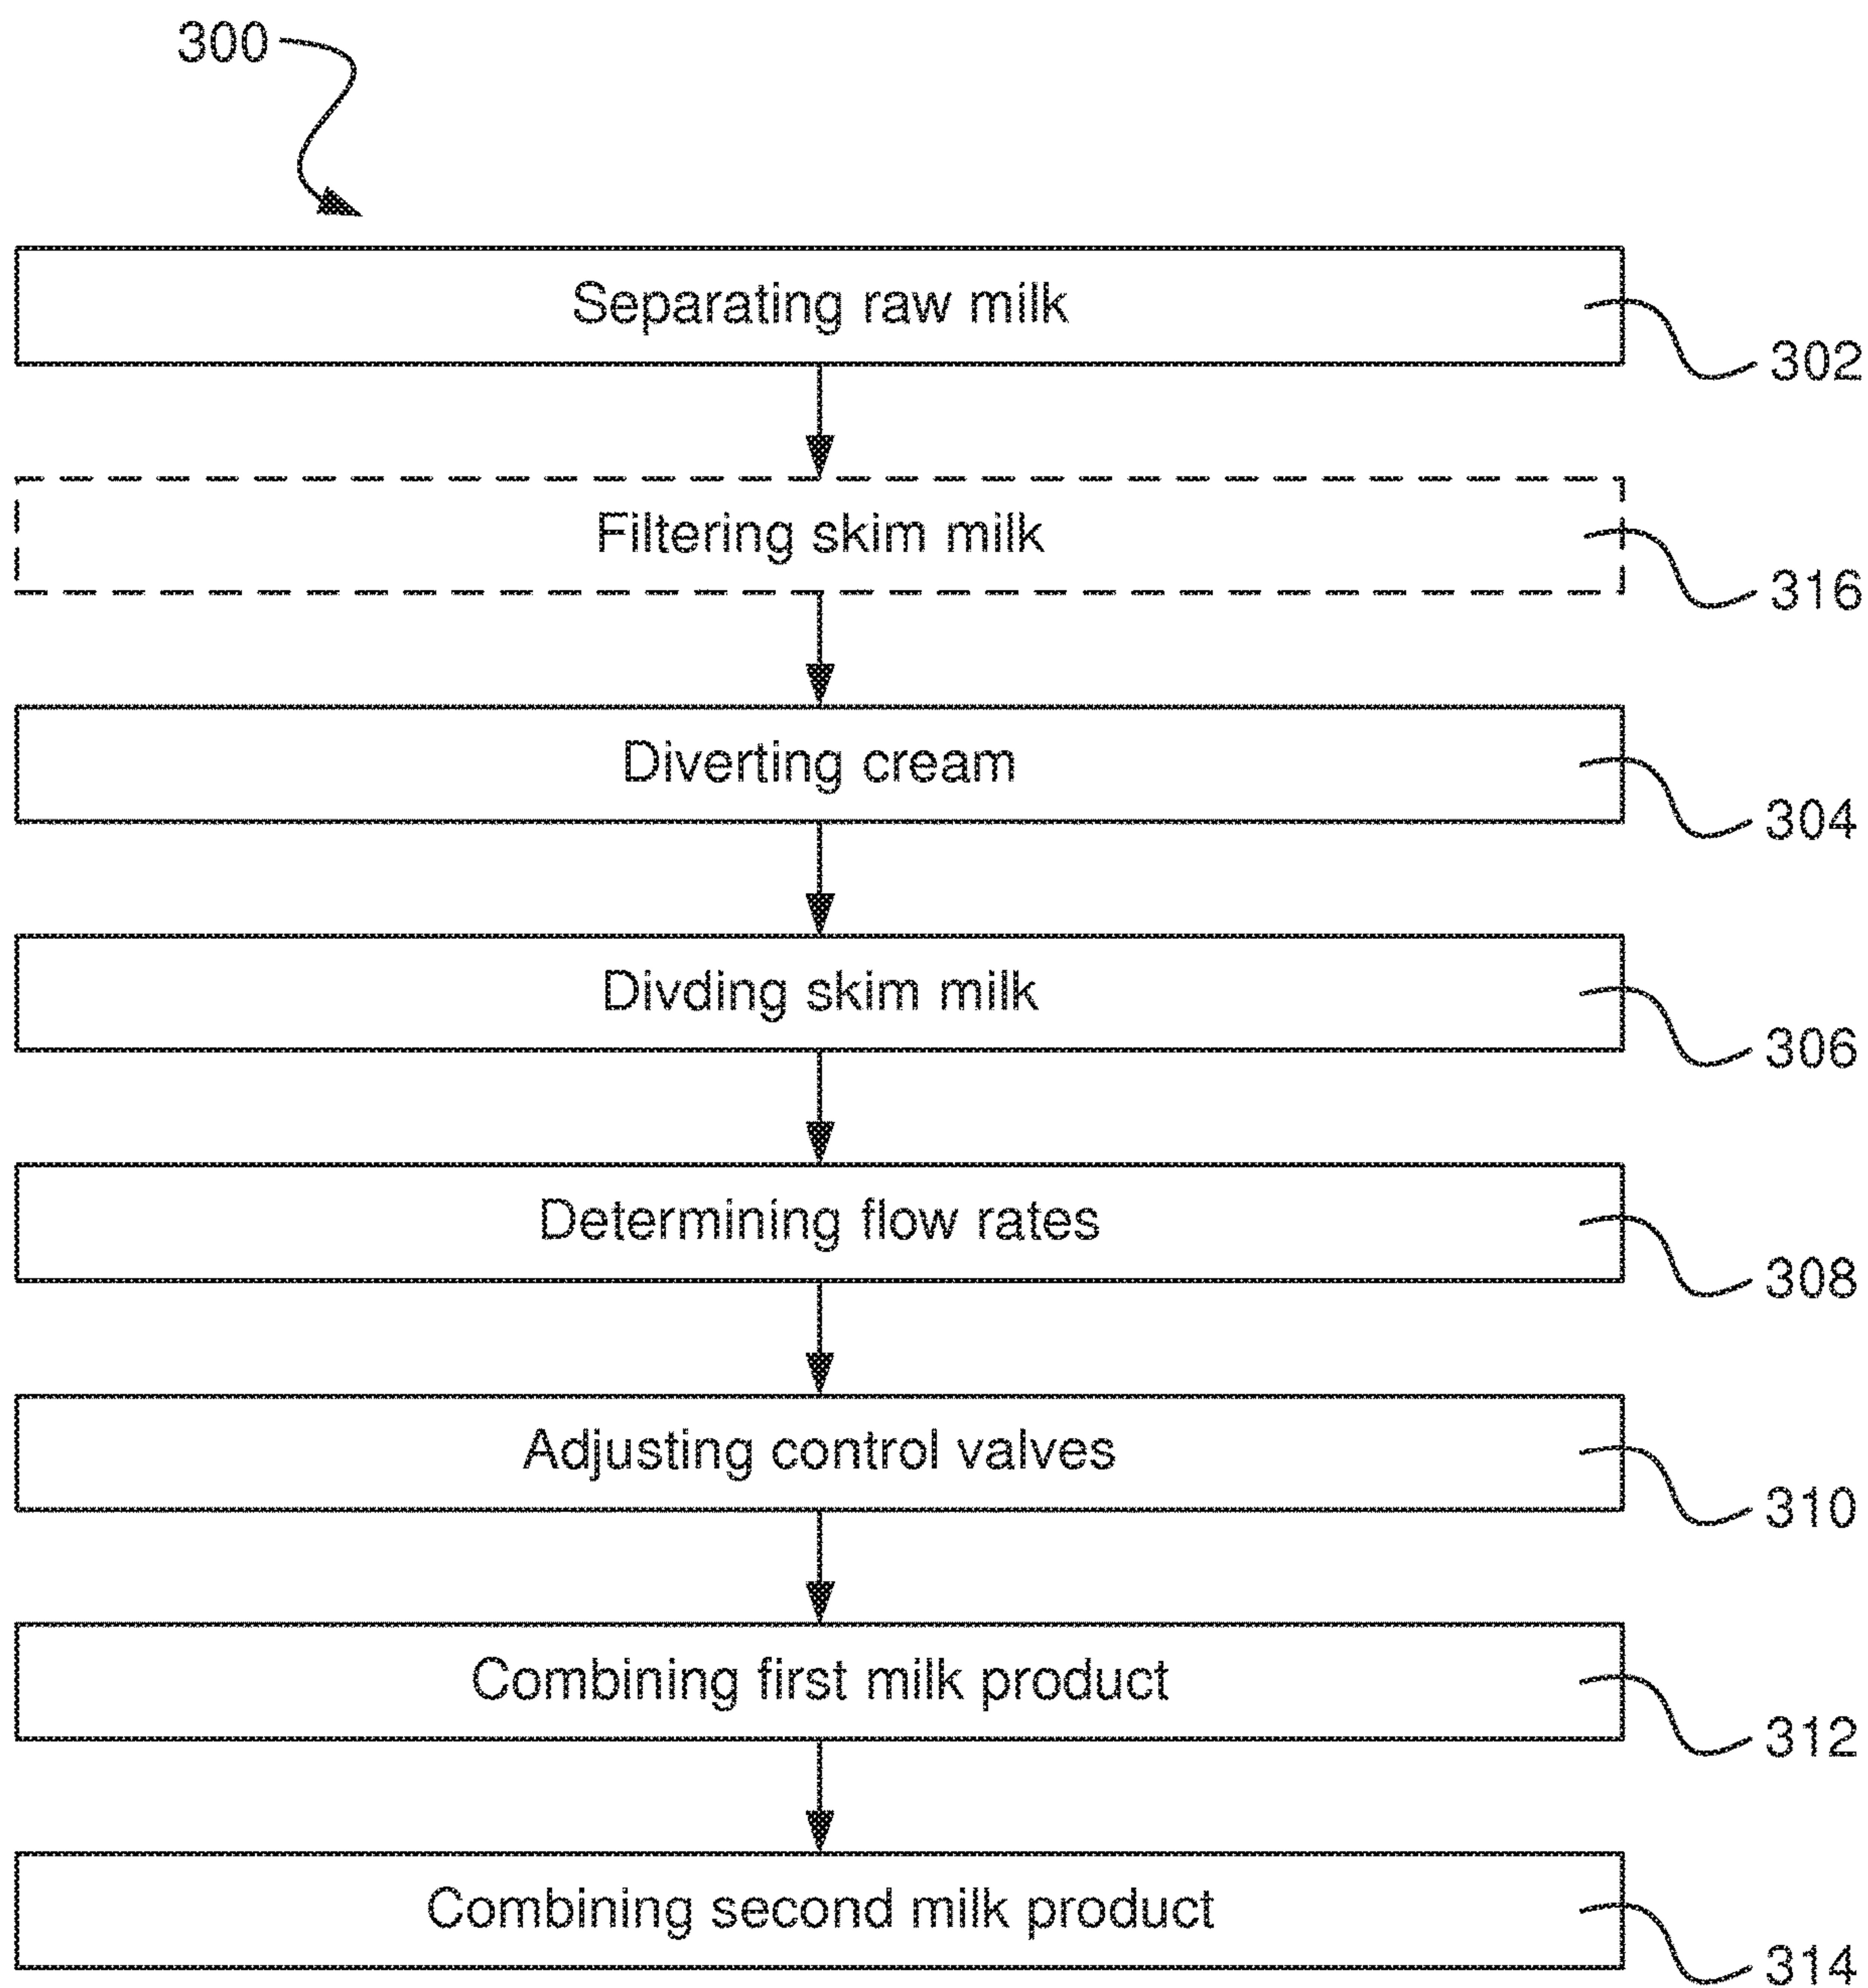 300
Separating raw milk
302
Filtering skim milk
316
Diverting cream
304
Divding skim milk
306
Determining flow rates
308
Adjusting control valves
310
Combining first milk product
312
Combining second milk product
314